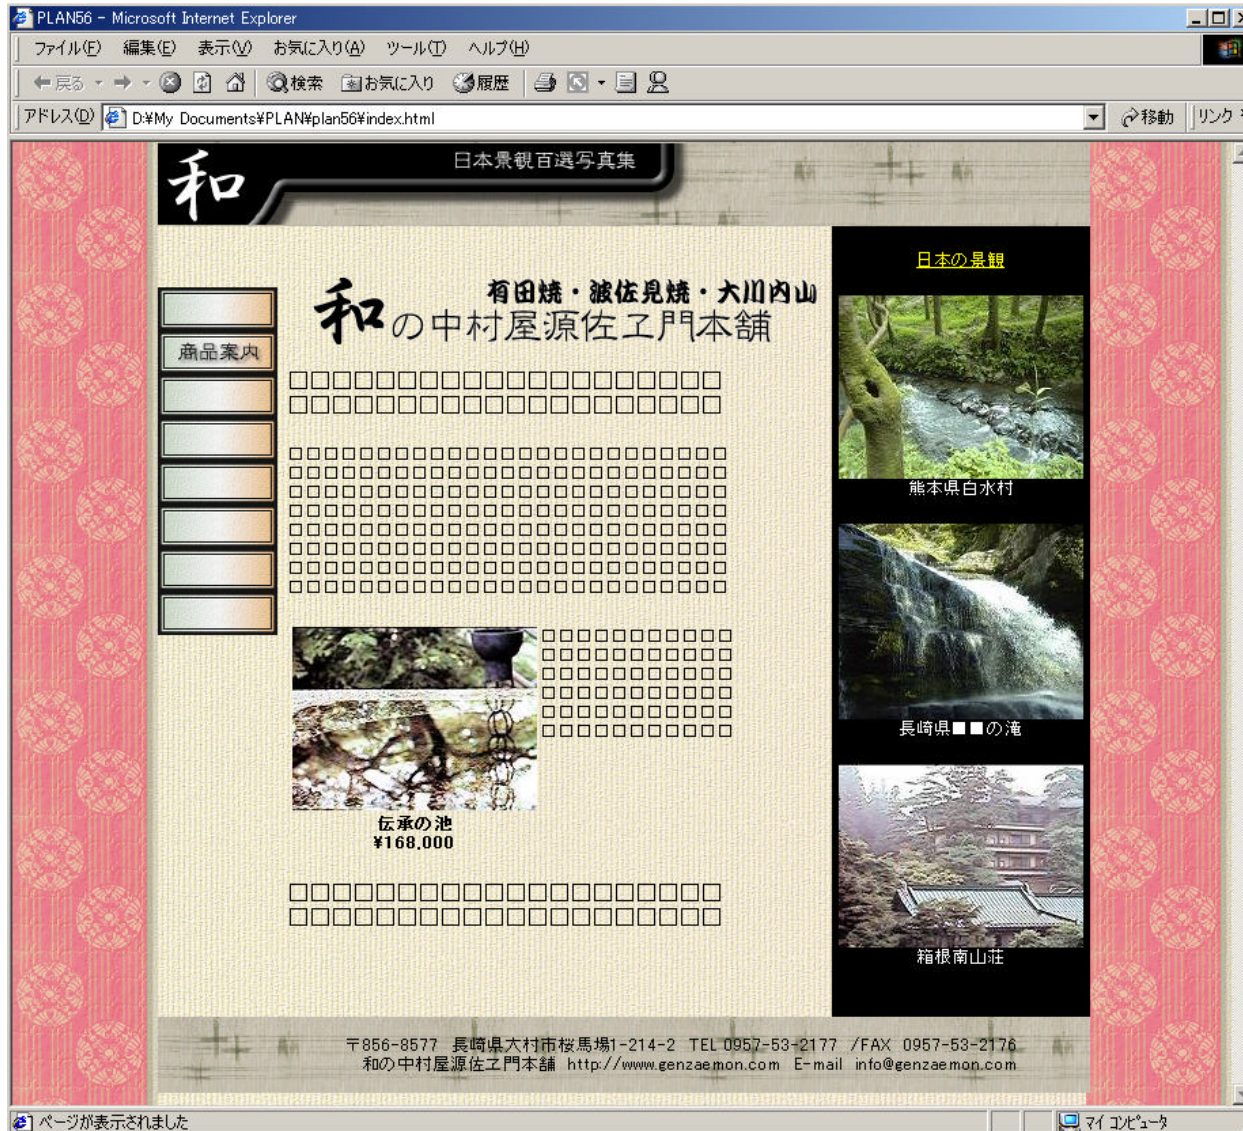 PLAN56 - Microsoft Internet Explorer
ファイル(F) 編集(E) 表示(V) お気に入り(A) ツール(T) ヘルプ(H)
戻る 検索 お気に入り 履歴
アドレス(D) D:¥My Documents¥PLAN¥plan56¥index.html 移動 リンク
和 日本景観百選写真集
日本の景観
有田焼・波佐見焼・大川内山
和の中村屋源佐ヱ門本舗
商品案内
□□□□□□□□□□□□□□□□□□□□
□□□□□□□□□□□□□□□□□□□□
□□□□□□□□□□□□□□□□□□□□□□□□□
□□□□□□□□□□□□□□□□□□□□□□□□□
□□□□□□□□□□□□□□□□□□□□□□□□□
□□□□□□□□□□□□□□□□□□□□□□□□□
□□□□□□□□□□□□□□□□□□□□□□□□□
□□□□□□□□□□□□□□□□□□□□□□□□□
□□□□□□□□□□□□□□□□□□□□□□□□□
□□□□□□□□□□□□□□□□□□□□□□□□□
□□□□□□□□□□□
□□□□□□□□□□□
□□□□□□□□□□□
□□□□□□□□□□□
□□□□□□□□□□□
□□□□□□□□□□□
伝承の池
¥168,000
□□□□□□□□□□□□□□□□□□□□
□□□□□□□□□□□□□□□□□□□□
熊本県白水村
長崎県■■の滝
箱根南山荘
〒856-8577 長崎県大村市桜馬場1-214-2 TEL 0957-53-2177 /FAX 0957-53-2176
和の中村屋源佐ヱ門本舗 http://www.genzaemon.com E-mail info@genzaemon.com
ページが表示されました マイ コンピュータ